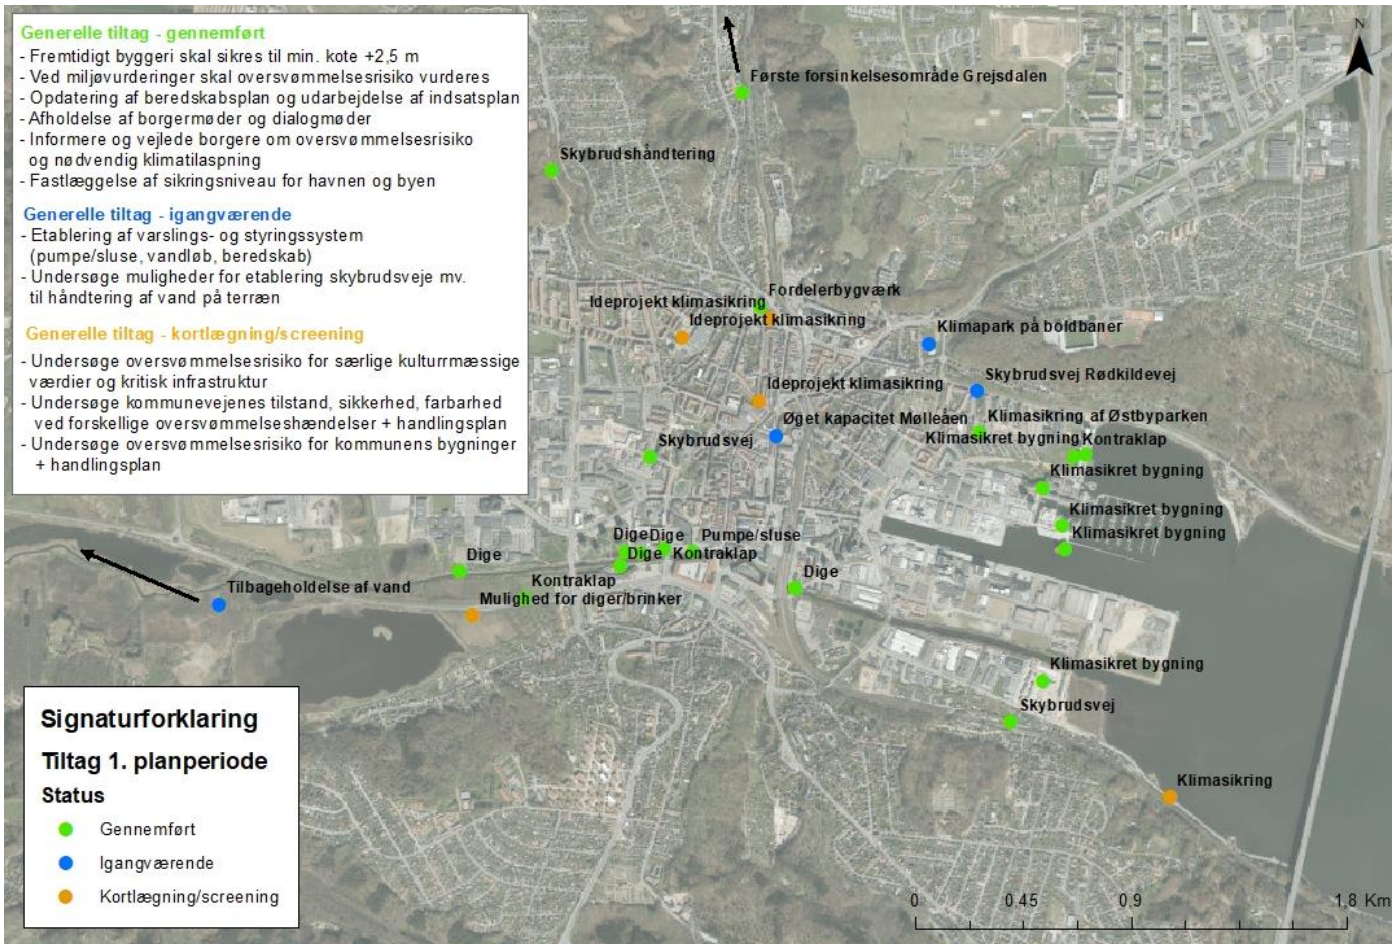 Generelle tiltag - gennemført
- Fremtidigt byggeri skal sikres til min. kote +2,5 m
- Ved miljøvurderinger skal oversvømmelsesrisiko vurderes
- Opdatering af beredskabsplan og udarbejdelse af indsatsplan
- Afholdelse af borgermøder og dialogmøder
- Informere og vejlede borgere om oversvømmelsesrisiko
og nødvendig klimatilaspning
- Fastlæggelse af sikringsniveau for havnen og byen
Generelle tiltag - igangværende
- Etablering af varslings- og styringssystem
(pumpe/sluse, vandløb, beredskab)
- Undersøge muligheder for etablering skybrudsveje mv.
til håndtering af vand på terræn
Generelle tiltag - kortlægning/screening
- Undersøge oversvømmelsesrisiko for særlige kulturrmæssige
værdier og kritisk infrastruktur
- Undersøge kommunevejenes tilstand, sikkerhed, farbarhed
ved forskellige oversvømmelseshændelser + handlingsplan
- Undersøge oversvømmelsesrisiko for kommunens bygninger
+ handlingsplan
N
Første forsinkelsesområde Grejsdalen
Skybrudshåndtering
Fordelerbygværk
Ideprojekt klimasikring
Ideprojekt klimasikring
Klimapark på boldbaner
Skybrudsvej Rødkildevej
Ideprojekt klimasikring
Øget kapacitet Mølleåen
Klimasikring af Østbyparken
Klimasikret bygning
Kontraklap
Skybrudsvej
Klimasikret bygning
Klimasikret bygning
Klimasikret bygning
Dige
Dige
Pumpe/sluse
Dige
Dige
Kontraklap
Dige
Kontraklap
Tilbageholdelse af vand
Mulighed for diger/brinker
Klimasikret bygning
Skybrudsvej
Klimasikring
Signaturforklaring
Tiltag 1. planperiode
Status
Gennemført
Igangværende
Kortlægning/screening
0 0.45 0.9 1.8 Km